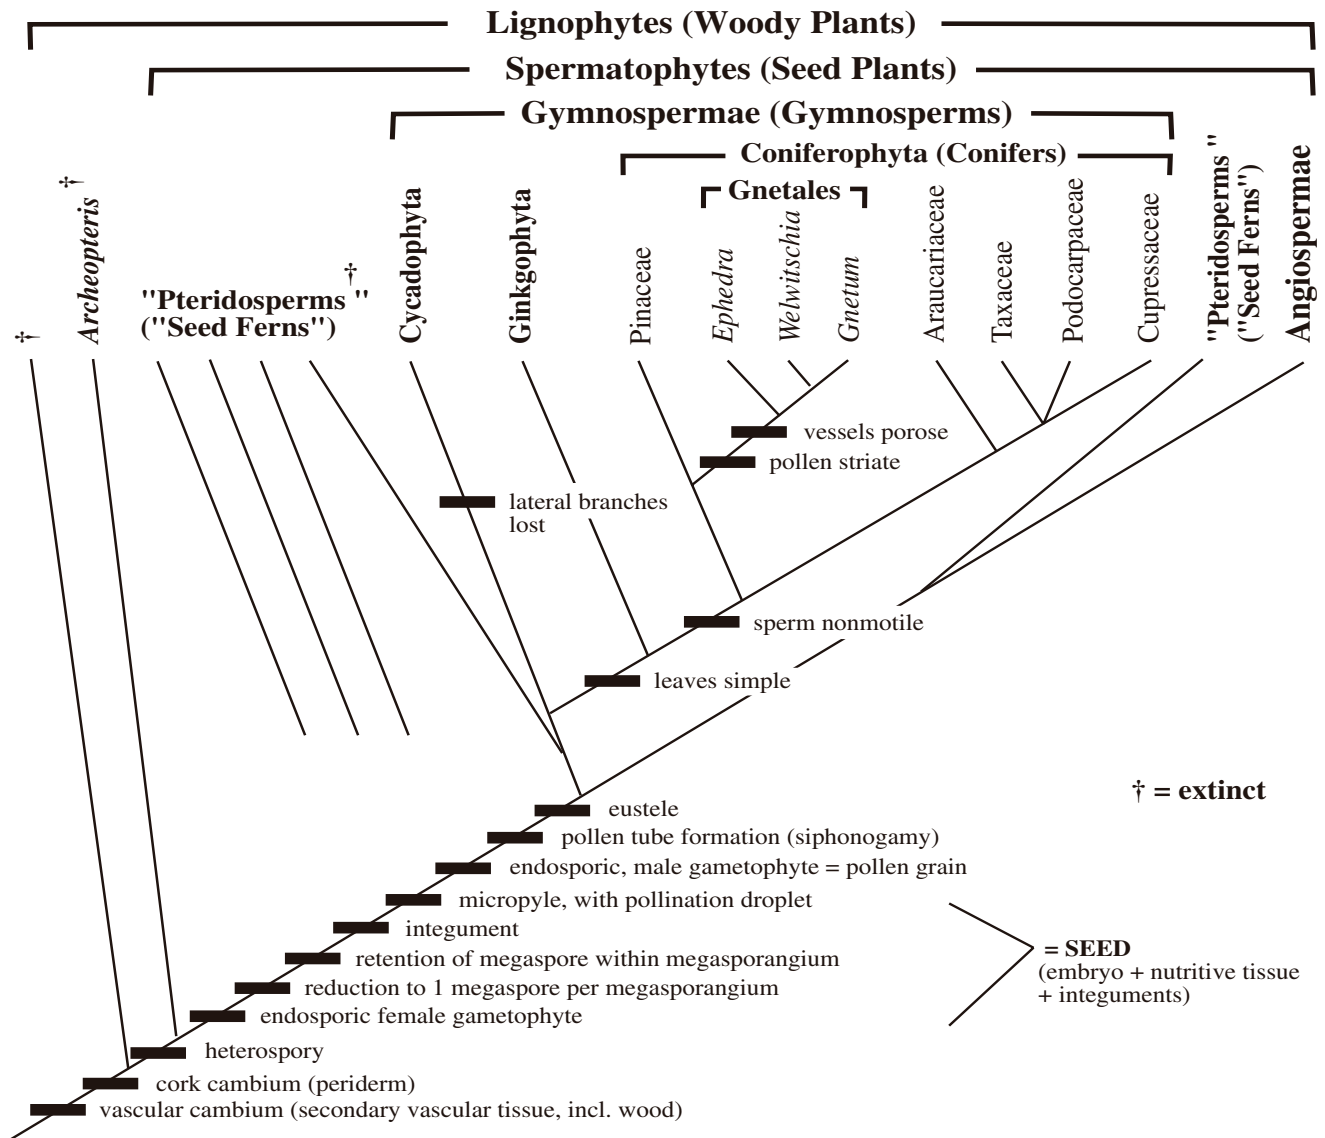 Lignophytes (Woody Plants)
Spermatophytes (Seed Plants)
Gymnospermae (Gymnosperms)
Coniferophyta (Conifers)
Gnetales
†
Archeopteris †
"Pteridosperms †"
("Seed Ferns")
Cycadophyta
Ginkgophyta
Pinaceae
Ephedra
Welwitschia
Gnetum
Araucariaceae
Taxaceae
Podocarpaceae
Cupressaceae
"Pteridosperms"
("Seed Ferns")
Angiospermae
vessels porose
pollen striate
lateral branches
lost
sperm nonmotile
leaves simple
† = extinct
eustele
pollen tube formation (siphonogamy)
endosporic, male gametophyte = pollen grain
micropyle, with pollination droplet
integument
retention of megaspore within megasporangium
= SEED
(embryo + nutritive tissue
+ integuments)
reduction to 1 megaspore per megasporangium
endosporic female gametophyte
heterospory
cork cambium (periderm)
vascular cambium (secondary vascular tissue, incl. wood)